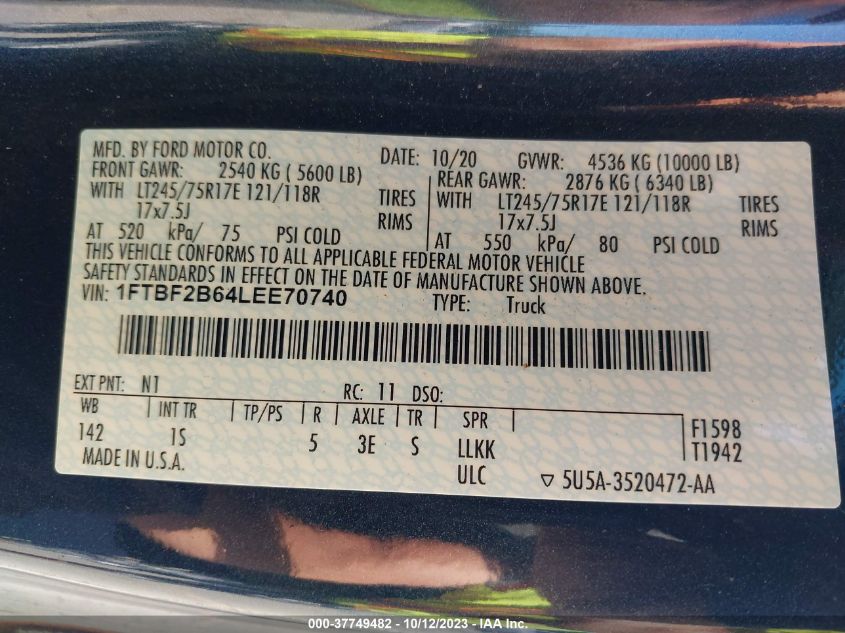 MFD. BY FORD MOTOR CO. DATE: 10/20 GVWR: 4536 KG (10000 LB)
FRONT GAWR: 2540 KG ( 5600 LB) REAR GAWR: 2876 KG ( 6340 LB)
WITH LT245/75R17E 121/118R TIRES WITH LT245/75R17E 121/118R TIRES
17x7.5J RIMS 17x7.5J RIMS
AT 520 kPa/ 75 PSI COLD AT 550 kPa/ 80 PSI COLD
THIS VEHICLE CONFORMS TO ALL APPLICABLE FEDERAL MOTOR VEHICLE
SAFETY STANDARDS IN EFFECT ON THE DATE OF MANUFACTURE SHOWN ABOVE.
VIN: 1FTBF2B64LEE70740 TYPE: Truck
EXT PNT: N1 RC: 11 DSO:
WB INT TR TP/PS R AXLE TR SPR F1598
142 1S 5 3E S LLKK T1942
MADE IN U.S.A. ULC ▽ 5U5A-3520472-AA
000-37749482 - 10/12/2023 - IAA Inc.